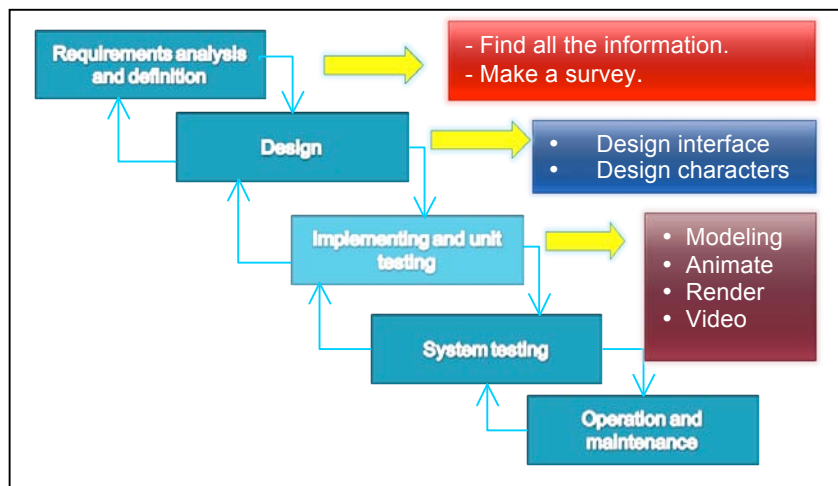 Requirements analysis
and definition
- Find all the information.
- Make a survey.
Design
• Design interface
• Design characters
Implementing and unit
testing
• Modeling
• Animate
• Render
• Video
System testing
Operation and
maintenance